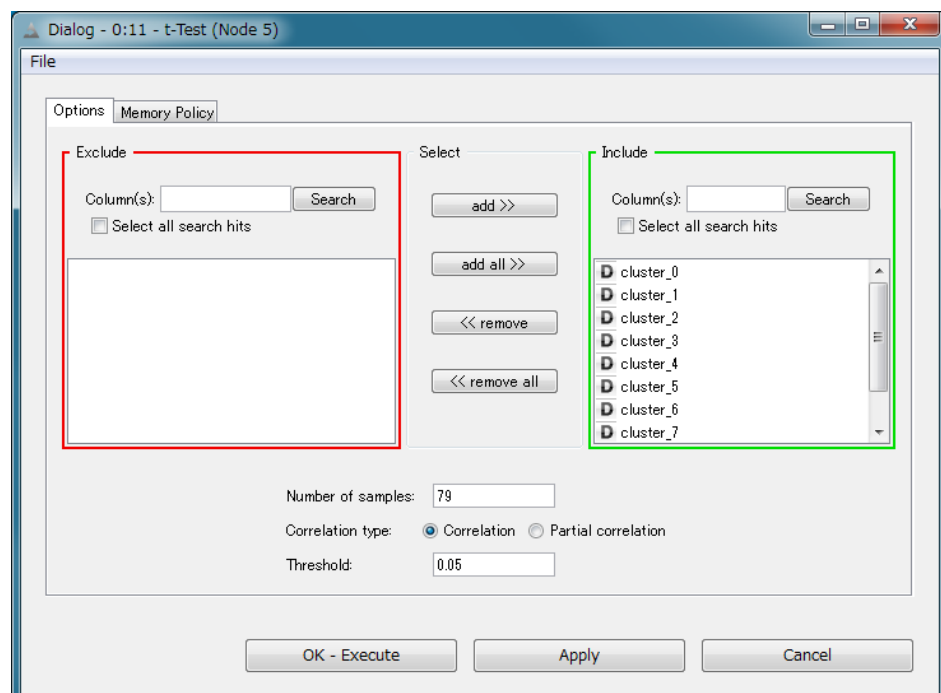 Dialog - 0:11 - t-Test (Node 5)
File
Options Memory Policy
Exclude
Column(s): Search
Select all search hits
Select
add >>
add all >>
<< remove
<< remove all
Include
Column(s): Search
Select all search hits
D cluster_0
D cluster_1
D cluster_2
D cluster_3
D cluster_4
D cluster_5
D cluster_6
D cluster_7
Number of samples: 79
Correlation type: Correlation Partial correlation
Threshold: 0.05
OK - Execute Apply Cancel